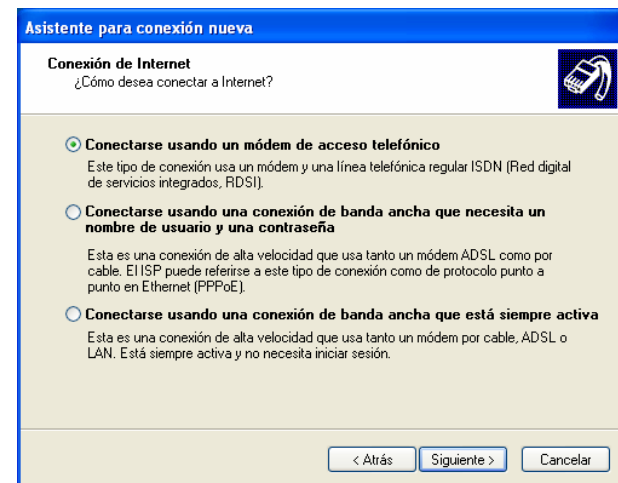 Asistente para conexión nueva
Conexión de Internet
¿Cómo desea conectar a Internet?
Conectarse usando un módem de acceso telefónico
Este tipo de conexión usa un módem y una línea telefónica regular ISDN (Red digital
de servicios integrados, RDSI).
Conectarse usando una conexión de banda ancha que necesita un
nombre de usuario y una contraseña
Esta es una conexión de alta velocidad que usa tanto un módem ADSL como por
cable. El ISP puede referirse a este tipo de conexión como de protocolo punto a
punto en Ethernet (PPPoE).
Conectarse usando una conexión de banda ancha que está siempre activa
Esta es una conexión de alta velocidad que usa tanto un módem por cable, ADSL o
LAN. Está siempre activa y no necesita iniciar sesión.
< Atrás Siguiente > Cancelar